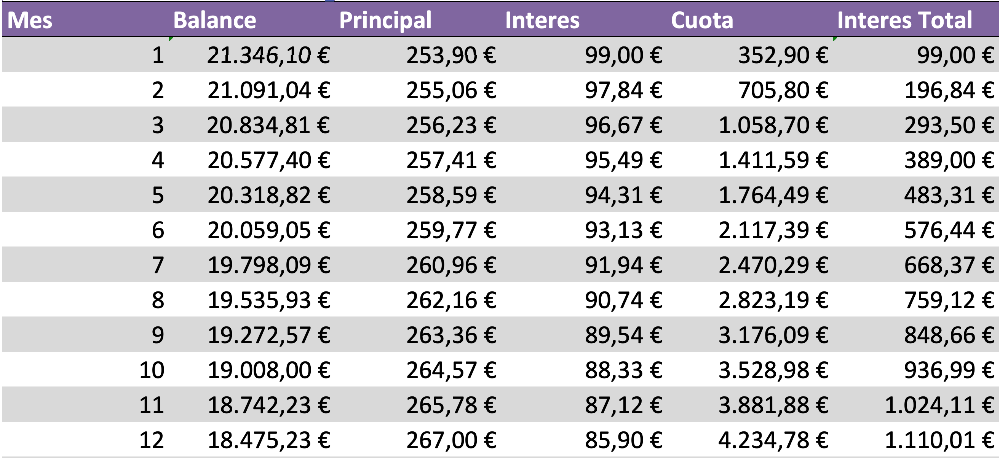 Mes Balance Principal Interes Cuota Interes Total
1 21.346,10 € 253,90 € 99,00 € 352,90 € 99,00 €
2 21.091,04 € 255,06 € 97,84 € 705,80 € 196,84 €
3 20.834,81 € 256,23 € 96,67 € 1.058,70 € 293,50 €
4 20.577,40 € 257,41 € 95,49 € 1.411,59 € 389,00 €
5 20.318,82 € 258,59 € 94,31 € 1.764,49 € 483,31 €
6 20.059,05 € 259,77 € 93,13 € 2.117,39 € 576,44 €
7 19.798,09 € 260,96 € 91,94 € 2.470,29 € 668,37 €
8 19.535,93 € 262,16 € 90,74 € 2.823,19 € 759,12 €
9 19.272,57 € 263,36 € 89,54 € 3.176,09 € 848,66 €
10 19.008,00 € 264,57 € 88,33 € 3.528,98 € 936,99 €
11 18.742,23 € 265,78 € 87,12 € 3.881,88 € 1.024,11 €
12 18.475,23 € 267,00 € 85,90 € 4.234,78 € 1.110,01 €